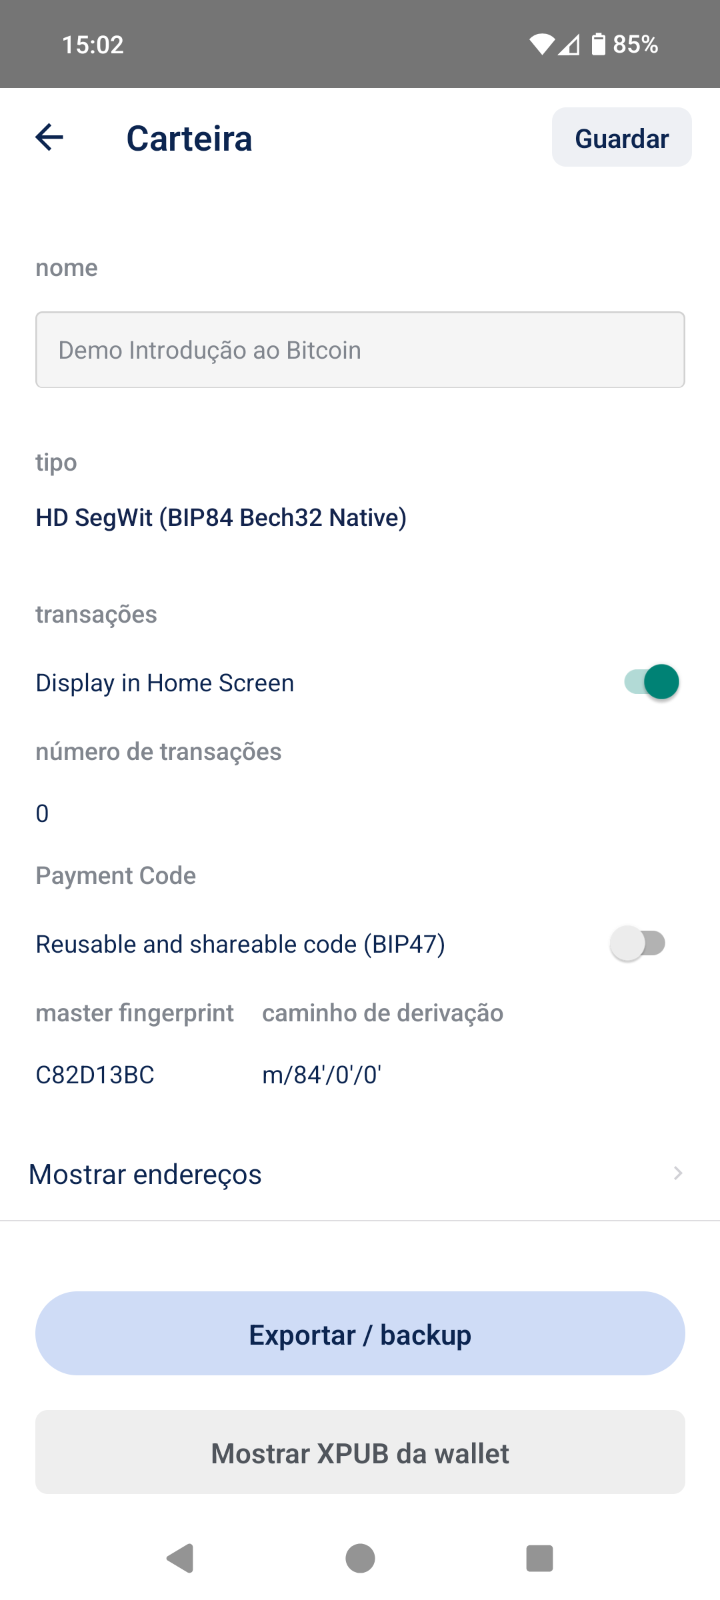 15:02 85%
Carteira Guardar
nome
Demo Introdução ao Bitcoin
tipo
HD SegWit (BIP84 Bech32 Native)
transações
Display in Home Screen
número de transações
0
Payment Code
Reusable and shareable code (BIP47)
master fingerprint caminho de derivação
C82D13BC m/84'/0'/0'
Mostrar endereços
Exportar / backup
Mostrar XPUB da wallet